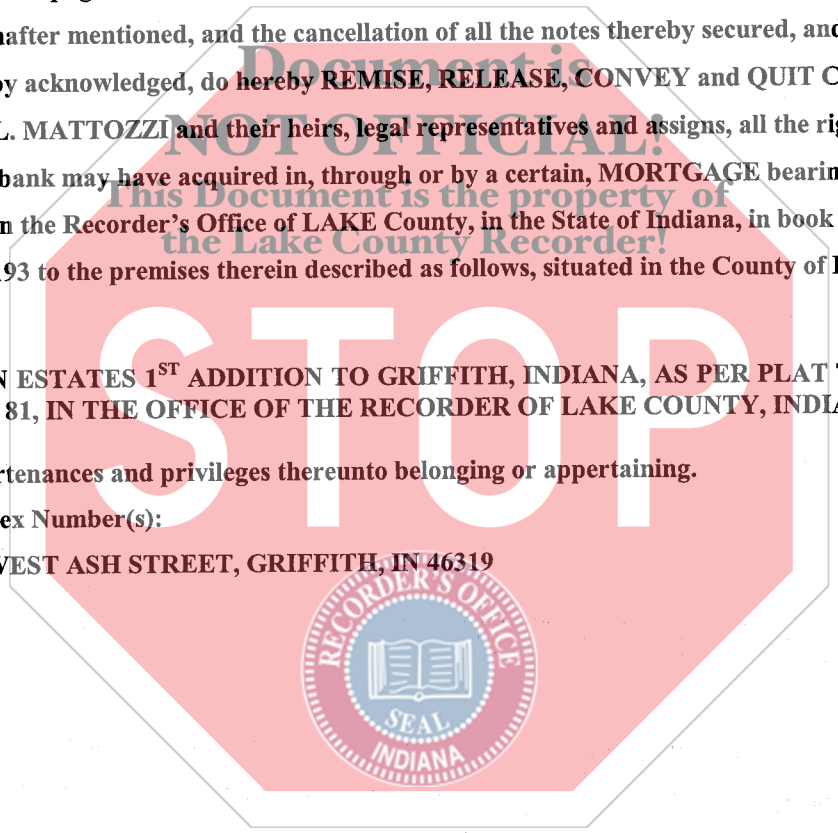 after mentioned, and the cancellation of all the notes thereby secured, and
Document is
by acknowledged, do hereby REMISE, RELEASE, CONVEY and QUIT C
NOT OFFICIAL!
L. MATTOZZI and their heirs, legal representatives and assigns, all the
bank may have acquired in, through or by a certain, MORTGAGE
This Document is the property of
the Recorder's Office of LAKE County, in the State of Indiana, in book
the Lake County Recorder!
93 to the premises therein described as follows, situated in the County of
STOP
ESTATES 1ST ADDITION TO GRIFFITH, INDIANA, AS PER PLAT
81, IN THE OFFICE OF THE RECORDER OF LAKE COUNTY,
rtenances and privileges thereunto belonging or appertaining.
ex Number(s):
WEST ASH STREET, GRIFFITH, IN 46319
RECORDER'S OFFICE
SEAL
INDIANA